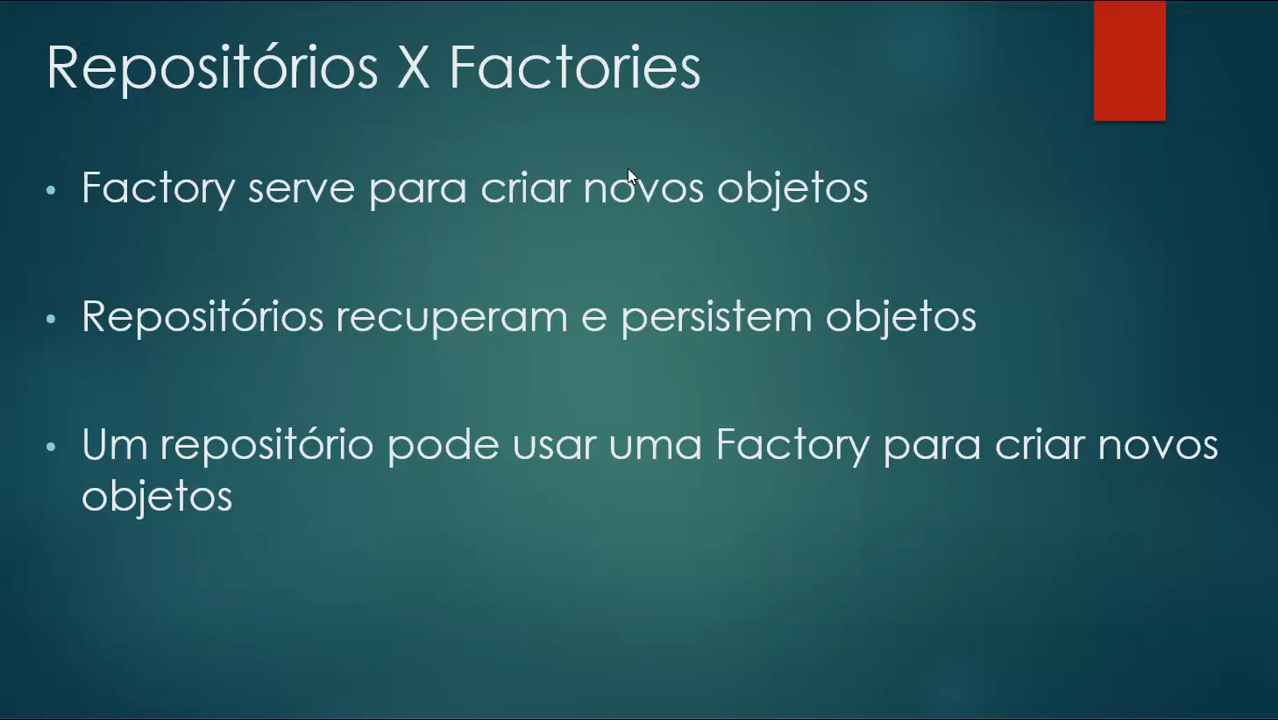 Repositórios X Factories
• Factory serve para criar novos objetos
• Repositórios recuperam e persistem objetos
• Um repositório pode usar uma Factory para criar novos
objetos